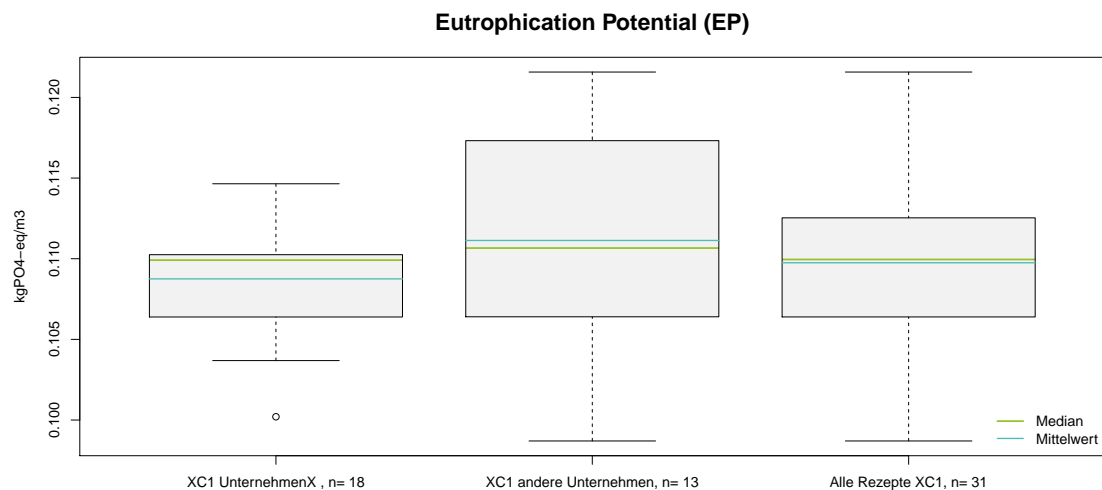 Eutrophication Potential (EP)
kgPO4−eq/m3
0.120
0.115
0.110
0.105
0.100
Median
Mittelwert
XC1 UnternehmenX , n= 18
XC1 andere Unternehmen, n= 13
Alle Rezepte XC1, n= 31